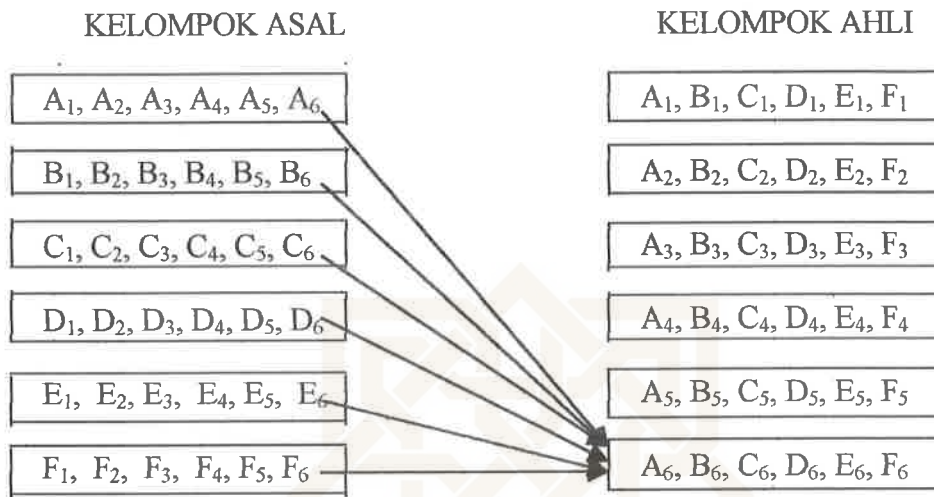 KELOMPOK ASAL
A₁, A₂, A₃, A₄, A₅, A₆
B₁, B₂, B₃, B₄, B₅, B₆
C₁, C₂, C₃, C₄, C₅, C₆
D₁, D₂, D₃, D₄, D₅, D₆
E₁, E₂, E₃, E₄, E₅, E₆
F₁, F₂, F₃, F₄, F₅, F₆
KELOMPOK AHLI
A₁, B₁, C₁, D₁, E₁, F₁
A₂, B₂, C₂, D₂, E₂, F₂
A₃, B₃, C₃, D₃, E₃, F₃
A₄, B₄, C₄, D₄, E₄, F₄
A₅, B₅, C₅, D₅, E₅, F₅
A₆, B₆, C₆, D₆, E₆, F₆